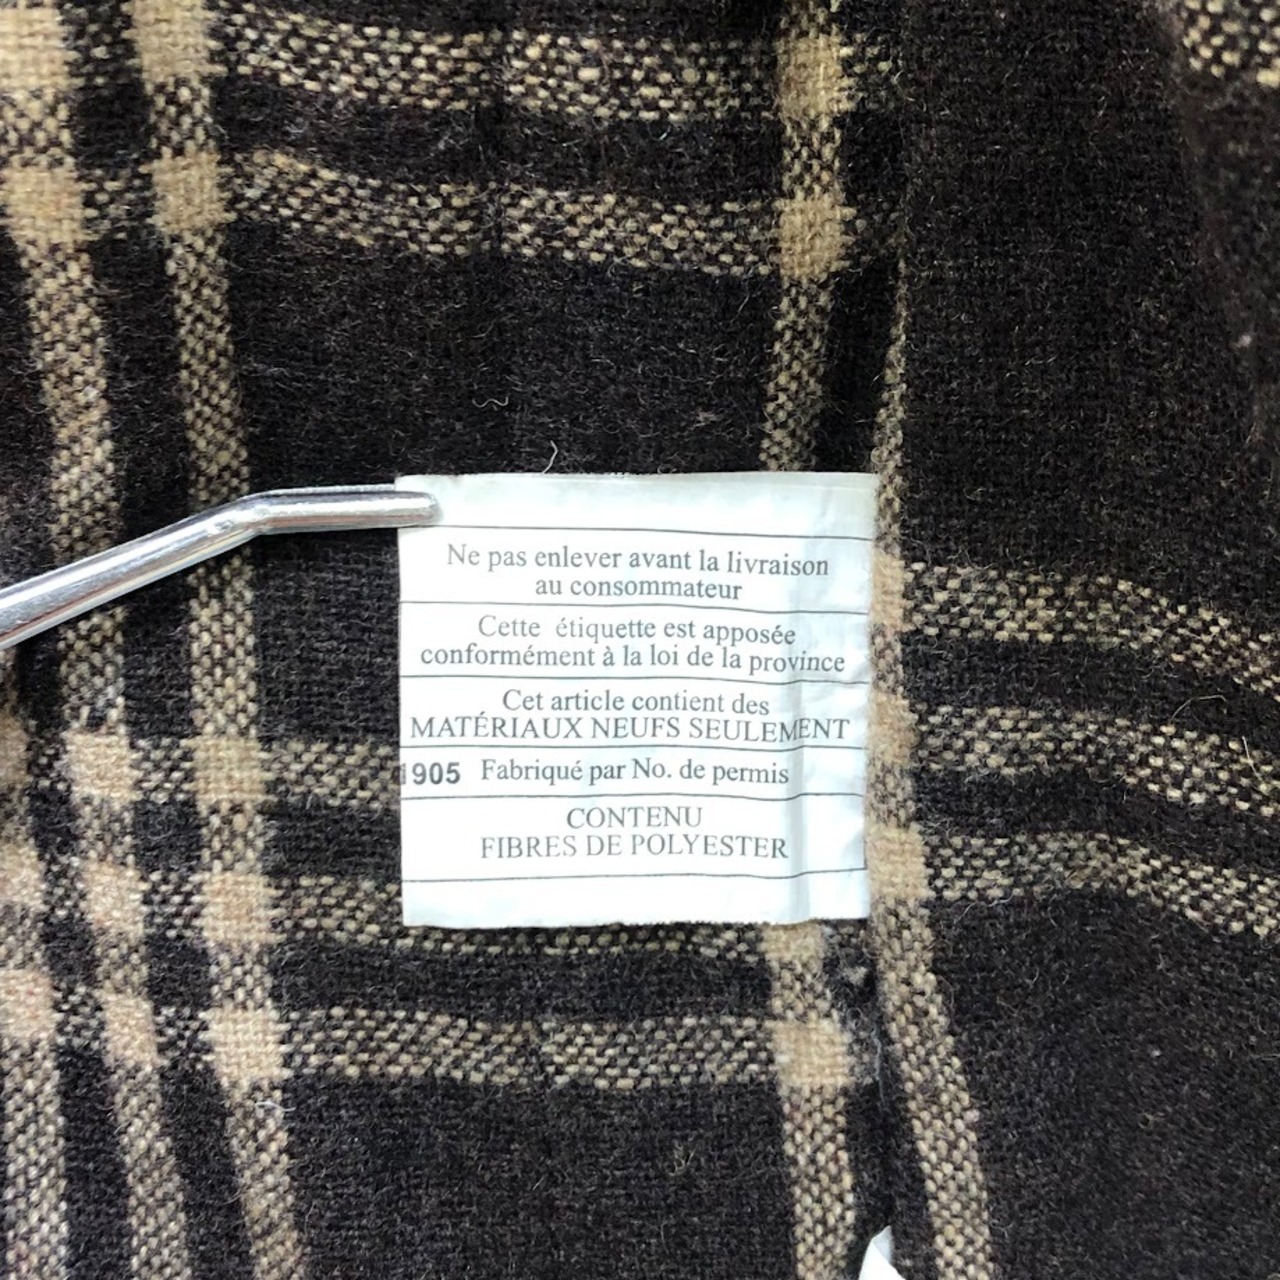 Ne pas enlever avant la livraison
au consommateur
Cette étiquette est apposée
conformément à la loi de la province
Cet article contient des
MATÉRIAUX NEUFS SEULEMENT
1905 Fabriqué par No. de permis
CONTENU
FIBRES DE POLYESTER